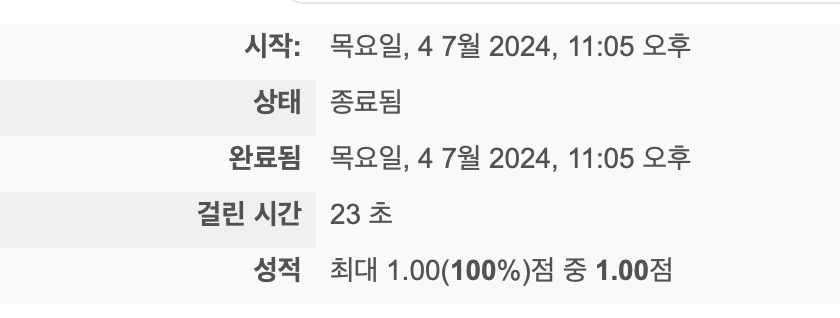 시작: 목요일, 4 7월 2024, 11:05 오후
상태 종료됨
완료됨 목요일, 4 7월 2024, 11:05 오후
걸린 시간 23 초
성적 최대 1.00(100%)점 중 1.00점